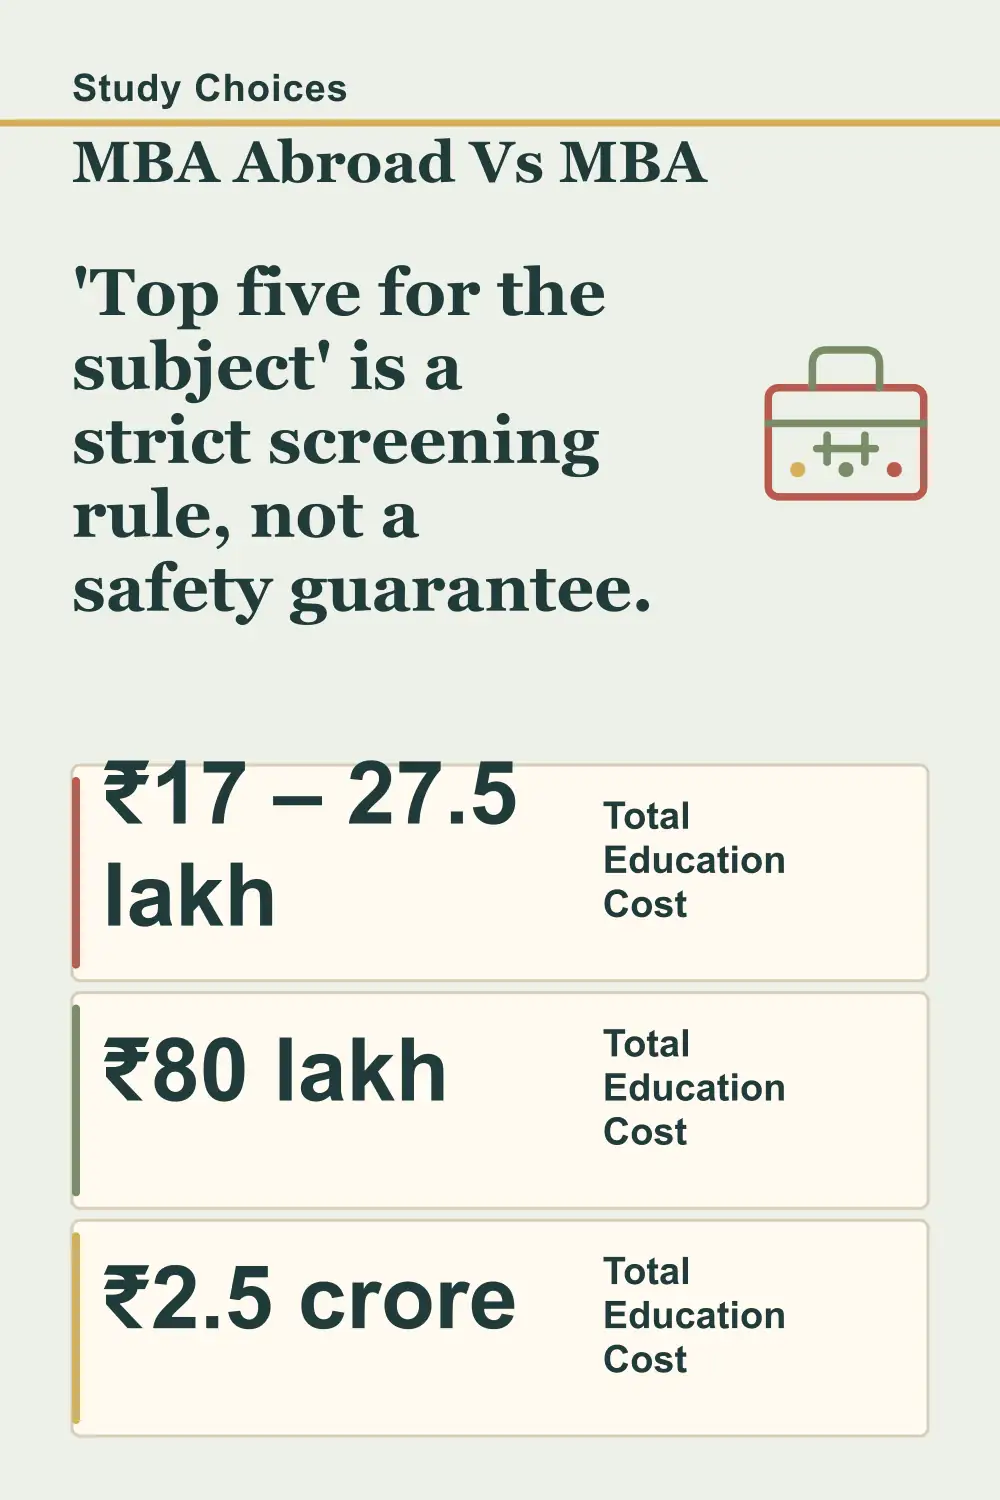 Study Choices
MBA Abroad Vs MBA
'Top five for the
subject' is a
strict screening
rule, not a
safety guarantee.
₹17 – 27.5
lakh
Total
Education
Cost
₹80 lakh
Total
Education
Cost
₹2.5 crore
Total
Education
Cost